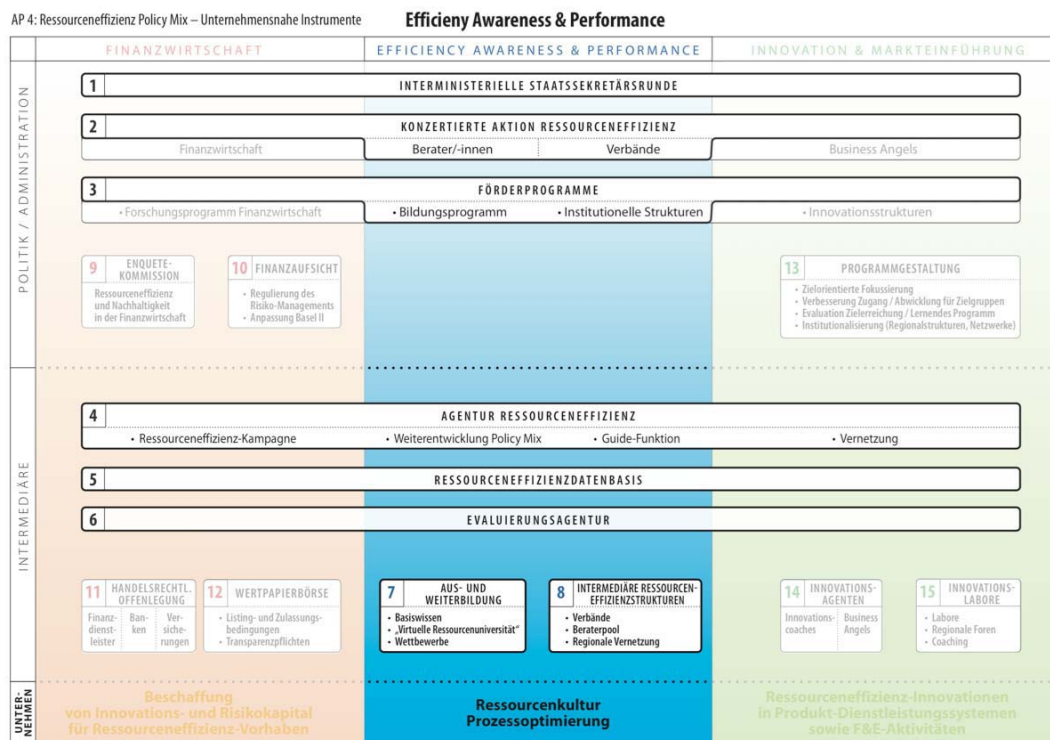 AP 4: Ressourceneffizienz Policy Mix – Unternehmensnahe Instrumente
Efficieny Awareness & Performance
FINANZWIRTSCHAFT
EFFICIENCY AWARENESS & PERFORMANCE
INNOVATION & MARKTEINFÜHRUNG
POLITIK / ADMINISTRATION
1 INTERMINISTERIELLE STAATSSEKRETÄRSRUNDE
2 KONZERTIERTE AKTION RESSOURCENEFFIZIENZ
Finanzwirtschaft
Berater/-innen
Verbände
Business Angels
3 FÖRDERPROGRAMME
• Forschungsprogramm Finanzwirtschaft
• Bildungsprogramm
• Institutionelle Strukturen
• Innovationsstrukturen
9 ENQUETE-
KOMMISSION
Ressourceneffizienz
und Nachhaltigkeit
in der Finanzwirtschaft
10 FINANZAUFSICHT
• Regulierung des
Risiko-Managements
• Anpassung Basel II
13 PROGRAMMGESTALTUNG
• Zielorientierte Fokussierung
• Verbesserung Zugang / Abwicklung für Zielgruppen
• Evaluation Zielerreichung / Lernendes Programm
• Institutionalisierung (Regionalstrukturen, Netzwerke)
INTERMEDIÄRE
4 AGENTUR RESSOURCENEFFIZIENZ
• Ressourceneffizienz-Kampagne
• Weiterentwicklung Policy Mix
• Guide-Funktion
• Vernetzung
5 RESSOURCENEFFIZIENZDATENBASIS
6 EVALUIERUNGSAGENTUR
11 HANDELSRECHTL.
OFFENLEGUNG
Finanz-
dienst-
leister
Ban-
ken
Ver-
siche-
rungen
12 WERTPAPIERBÖRSE
• Listing- und Zulassungs-
bedingungen
• Transparenzpflichten
7 AUS- UND
WEITERBILDUNG
• Basiswissen
• „Virtuelle Ressourcenuniversität“
• Wettbewerbe
8 INTERMEDIÄRE RESSOURCEN-
EFFIZIENZSTRUKTUREN
• Verbände
• Beraterpool
• Regionale Vernetzung
14 INNOVATIONS-
AGENTEN
Innovations-
coaches
Business
Angels
15 INNOVATIONS-
LABORE
• Labore
• Regionale Foren
• Coaching
UNTER-
NEHMEN
Beschaffung
von Innovations- und Risikokapital
für Ressourceneffizienz-Vorhaben
Ressourcenkultur
Prozessoptimierung
Ressourceneffizienz-Innovationen
in Produkt-Dienstleistungssystemen
sowie F&E-Aktivitäten